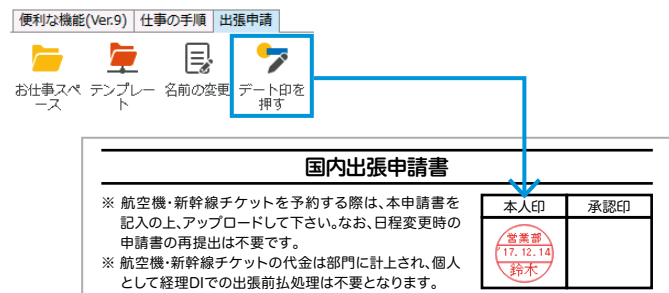 便利な機能(Ver.9) 仕事の手順 出張申請
お仕事スペ テンプレー 名前の変更 デート印を
ース ト 押す
国内出張申請書
※ 航空機・新幹線チケットを予約する際は、本申請書を
記入の上、アップロードして下さい。なお、日程変更時の
申請書の再提出は不要です。
※ 航空機・新幹線チケットの代金は部門に計上され、個人
として経理DIでの出張前払処理は不要となります。
本人印 承認印
営業部
'17.12.14
鈴木